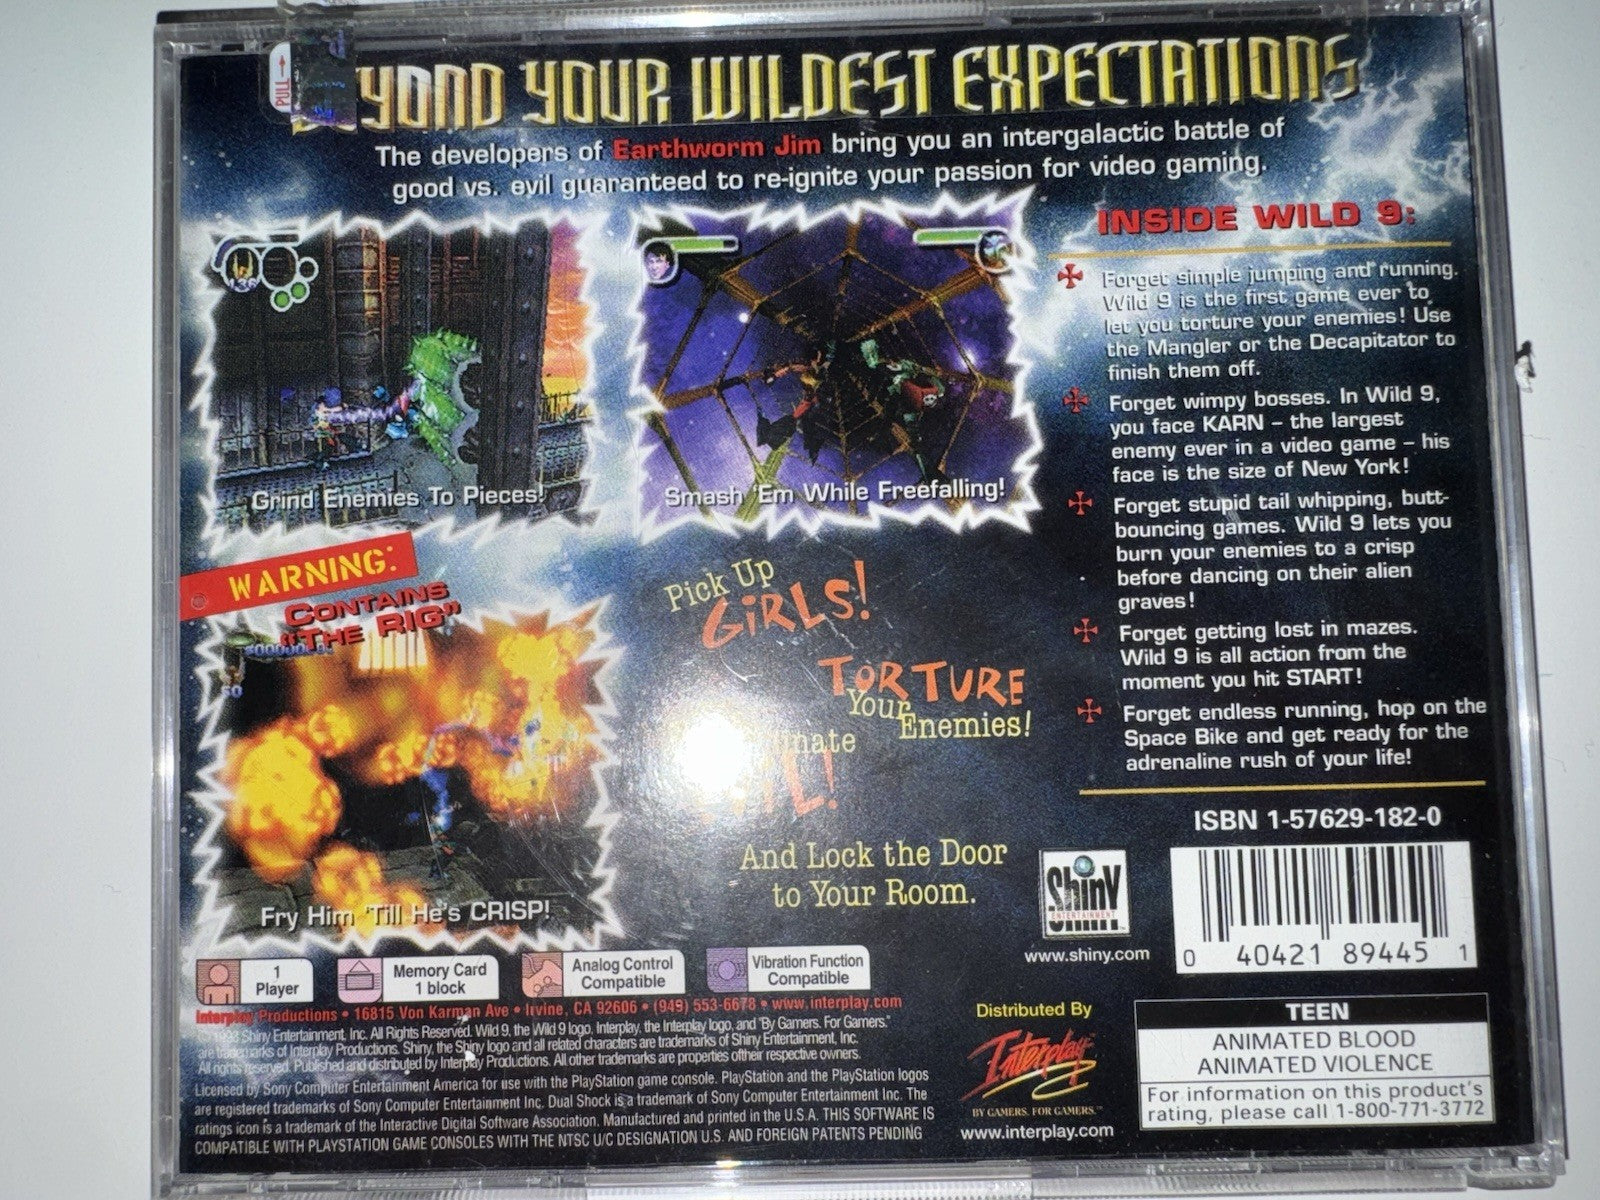 PULL
YOND YOUR WILDEST EXPECTATIONS
The developers of Earthworm Jim bring you an intergalactic battle of
good vs. evil guaranteed to re-ignite your passion for video gaming.
136
Grind Enemies To Pieces!
Smash 'Em While Freefalling!
WARNING:
CONTAINS
"THE RIG"
50
Fry Him 'Till He's CRISP!
Pick Up
GiRLS!
TORTURE
Your
Enemies!
inate
IL!
And Lock the Door
to Your Room.
INSIDE WILD 9:
Forget simple jumping and running.
Wild 9 is the first game ever to
let you torture your enemies! Use
the Mangler or the Decapitator to
finish them off.
Forget wimpy bosses. In Wild 9,
you face KARN – the largest
enemy ever in a video game – his
face is the size of New York!
Forget stupid tail whipping, butt-
bouncing games. Wild 9 lets you
burn your enemies to a crisp
before dancing on their alien
graves!
Forget getting lost in mazes.
Wild 9 is all action from the
moment you hit START!
Forget endless running, hop on the
Space Bike and get ready for the
adrenaline rush of your life!
ISBN 1-57629-182-0
0 40421 89445 1
Shiny
ENTERTAINMENT
www.shiny.com
1
Player
Memory Card
1 block
Analog Control
Compatible
Vibration Function
Compatible
Interplay Productions • 16815 Von Karman Ave • Irvine, CA 92606 • (949) 553-6678 • www.interplay.com
© 1998 Shiny Entertainment, Inc. All Rights Reserved. Wild 9, the Wild 9 logo, Interplay, the Interplay logo, and "By Gamers. For Gamers."
are trademarks of Interplay Productions. Shiny, the Shiny logo and all related characters are trademarks of Shiny Entertainment, Inc.
All rights reserved. Published and distributed by Interplay Productions. All other trademarks are properties of their respective owners.
Licensed by Sony Computer Entertainment America for use with the PlayStation game console. PlayStation and the PlayStation logos
are registered trademarks of Sony Computer Entertainment Inc. Dual Shock is a trademark of Sony Computer Entertainment Inc. The
ratings icon is a trademark of the Interactive Digital Software Association. Manufactured and printed in the U.S.A. THIS SOFTWARE IS
COMPATIBLE WITH PLAYSTATION GAME CONSOLES WITH THE NTSC U/C DESIGNATION U.S. AND FOREIGN PATENTS PENDING
Distributed By
Interplay
BY GAMERS. FOR GAMERS.™
www.interplay.com
TEEN
ANIMATED BLOOD
ANIMATED VIOLENCE
For information on this product's
rating, please call 1-800-771-3772